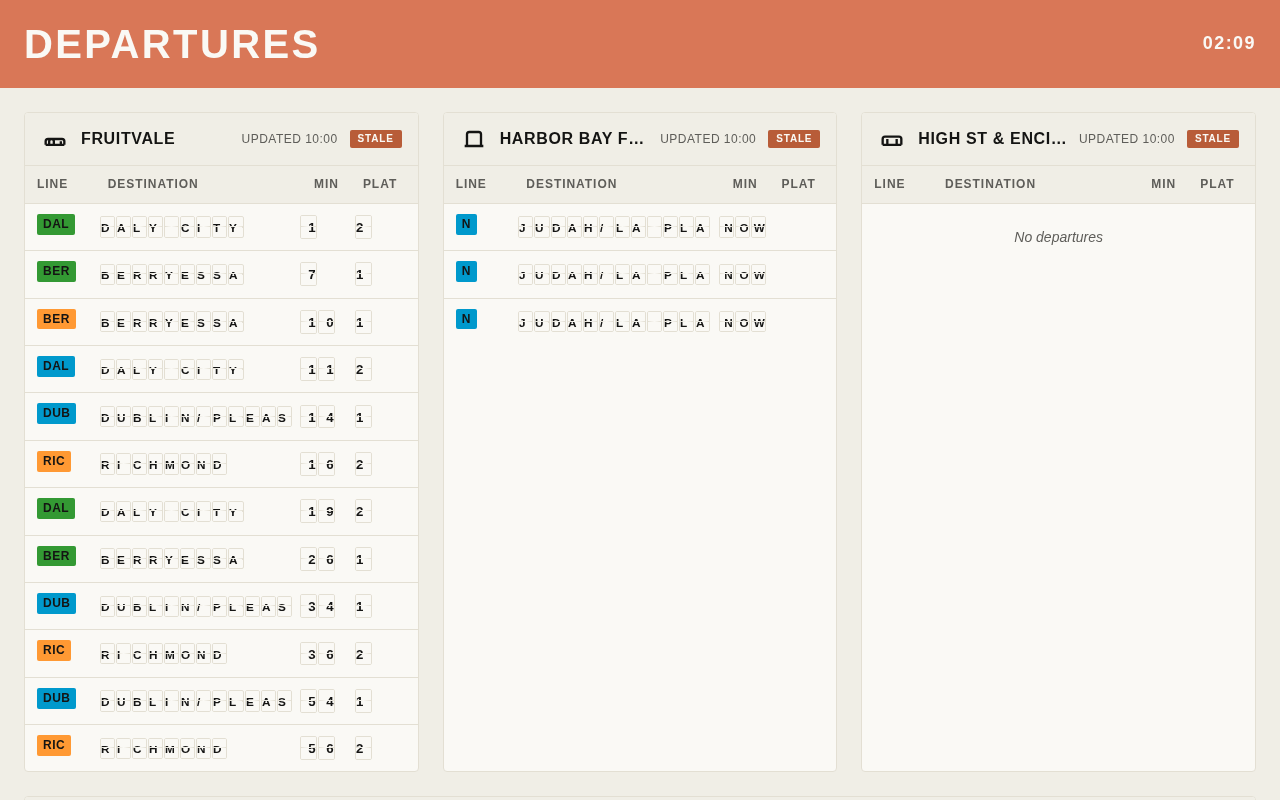 DEPARTURES 02:09
FRUITVALE UPDATED 10:00 STALE
LINE DESTINATION MIN PLAT
DAL DALY CITY 1 2
BER BERRYESSA 7 1
BER BERRYESSA 10 1
DAL DALY CITY 11 2
DUB DUBLIN/PLEAS 14 1
RIC RICHMOND 16 2
DAL DALY CITY 19 2
BER BERRYESSA 26 1
DUB DUBLIN/PLEAS 34 1
RIC RICHMOND 36 2
DUB DUBLIN/PLEAS 54 1
RIC RICHMOND 56 2
HARBOR BAY F… UPDATED 10:00 STALE
LINE DESTINATION MIN PLAT
N JUDAH/LA PLA NOW
N JUDAH/LA PLA NOW
N JUDAH/LA PLA NOW
HIGH ST & ENCI… UPDATED 10:00 STALE
LINE DESTINATION MIN PLAT
No departures